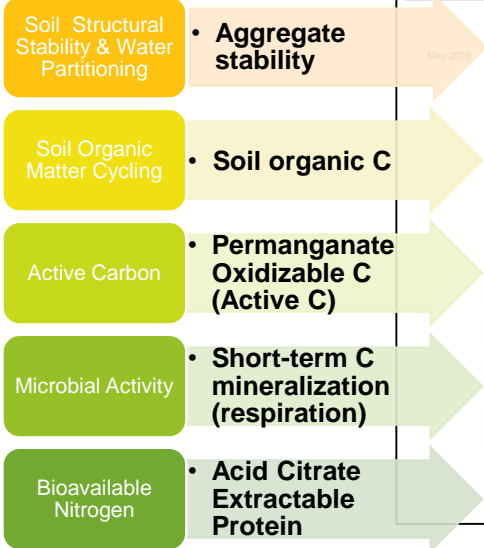 Soil Structural
Stability & Water
Partitioning
• Aggregate
stability
May 2019
Soil Organic
Matter Cycling
• Soil organic C
Active Carbon
• Permanganate
Oxidizable C
(Active C)
Microbial Activity
• Short-term C
mineralization
(respiration)
Bioavailable
Nitrogen
• Acid Citrate
Extractable
Protein